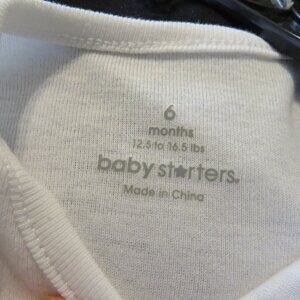 6
months
12.5 to 16.5 lbs
baby starters.
Made in China